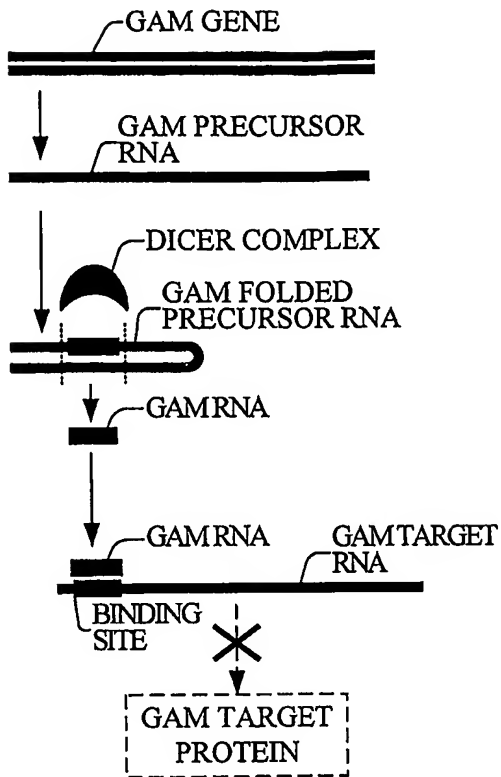 GAM GENE
GAM PRECURSOR
RNA
DICER COMPLEX
GAM FOLDED
PRECURSOR RNA
GAM RNA
GAM RNA
GAM TARGET
RNA
BINDING
SITE
GAM TARGET
PROTEIN